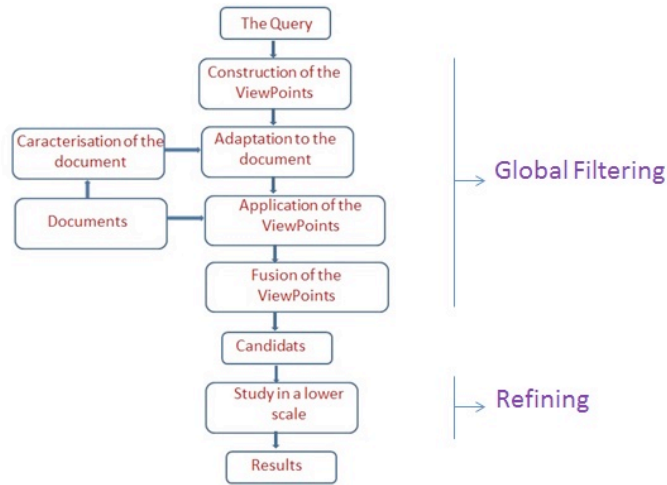 The Query
Construction of the
ViewPoints
Caracterisation of the
document
Adaptation to the
document
Global Filtering
Documents
Application of the
ViewPoints
Fusion of the
ViewPoints
Candidats
Study in a lower
scale
Refining
Results